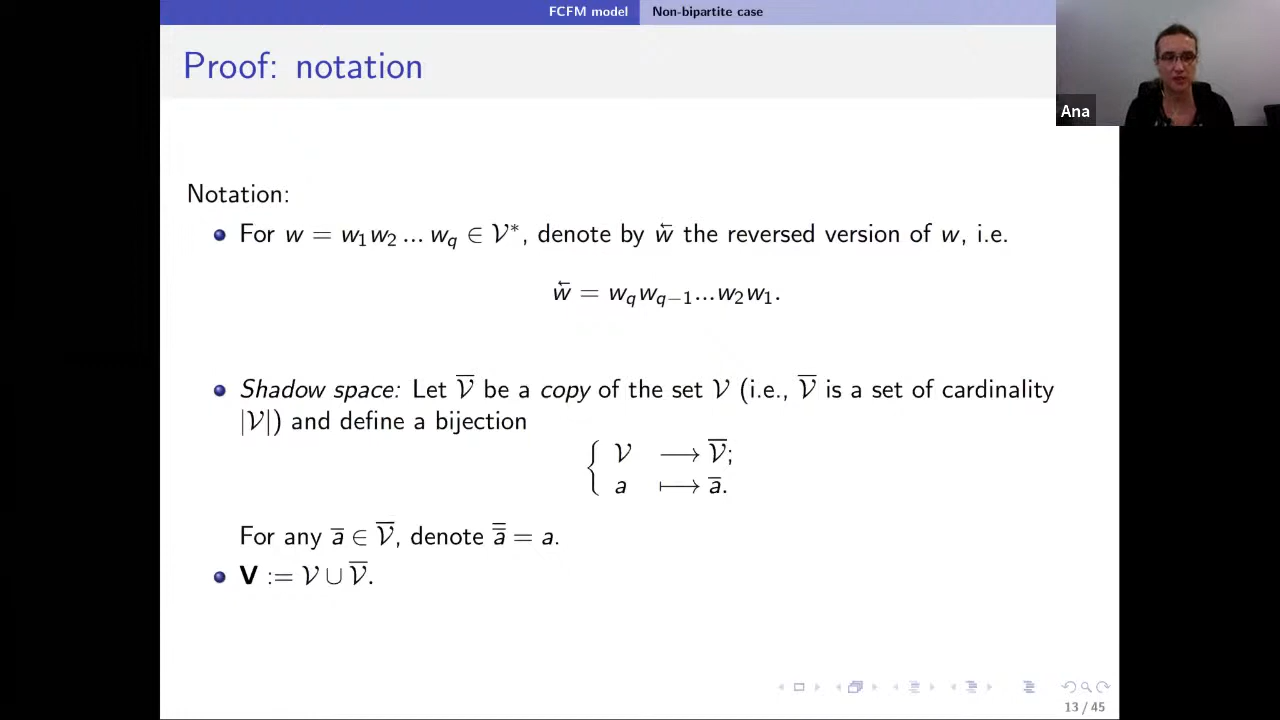 FCFM model Non-bipartite case
Proof: notation
Ana
Notation:
For w = w₁w₂ ... w_q ∈ 𝒱*, denote by w⃖ the reversed version of w, i.e.
w⃖ = w_q w_{q−1}...w₂w₁.
Shadow space: Let 𝒱̅ be a copy of the set 𝒱 (i.e., 𝒱̅ is a set of cardinality
|𝒱|) and define a bijection
{ 𝒱 ⟶ 𝒱̅;
a ⟼ a̅.
For any a̅ ∈ 𝒱̅, denote a̿ = a.
𝐕 := 𝒱 ∪ 𝒱̅.
13 / 45